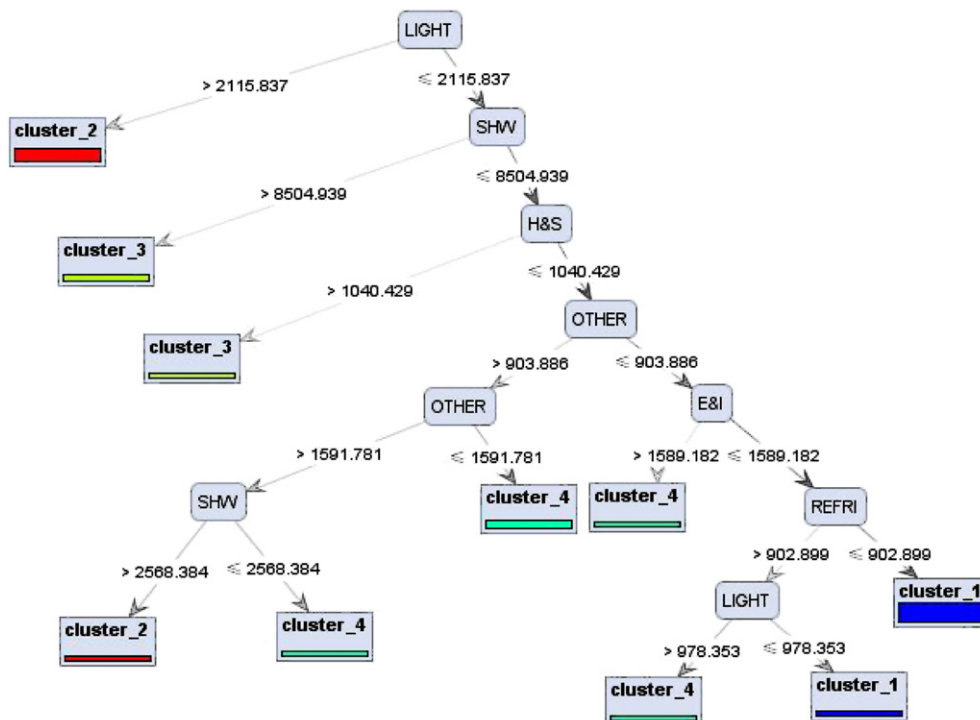 LIGHT
> 2115.837
≤ 2115.837
cluster_2
SHW
> 8504.939
≤ 8504.939
cluster_3
H&S
> 1040.429
≤ 1040.429
cluster_3
OTHER
> 903.886
≤ 903.886
OTHER
E&I
> 1591.781
≤ 1591.781
> 1589.182
≤ 1589.182
SHW
cluster_4
cluster_4
REFRI
> 2568.384
≤ 2568.384
> 902.899
≤ 902.899
cluster_2
cluster_4
LIGHT
cluster_1
> 978.353
≤ 978.353
cluster_4
cluster_1